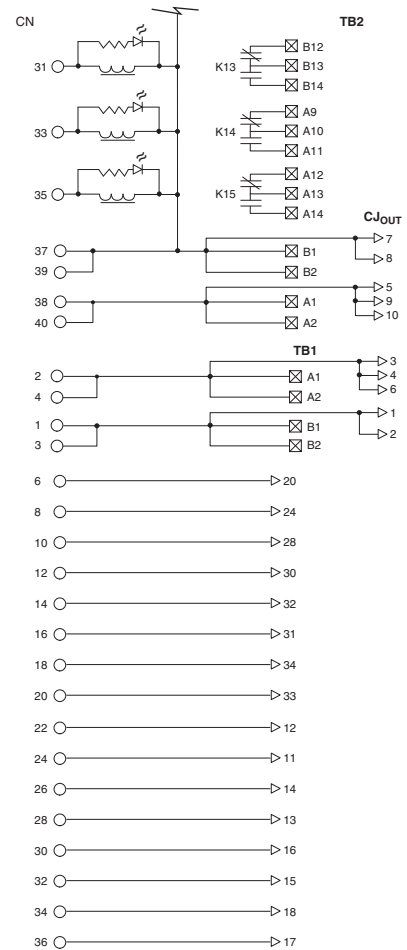 CN TB2
B12
31 K13 B13
B14
A9
33 K14 A10
A11
A12
35 K15 A13
A14
CJOUT
37 B1 7
39 B2 8
38 A1 5
9
40 A2 10
TB1
2 A1 3
4 A2 4
6
1 B1 1
3 B2 2
6 20
8 24
10 28
12 30
14 32
16 31
18 34
20 33
22 12
24 11
26 14
28 13
30 16
32 15
34 18
36 17